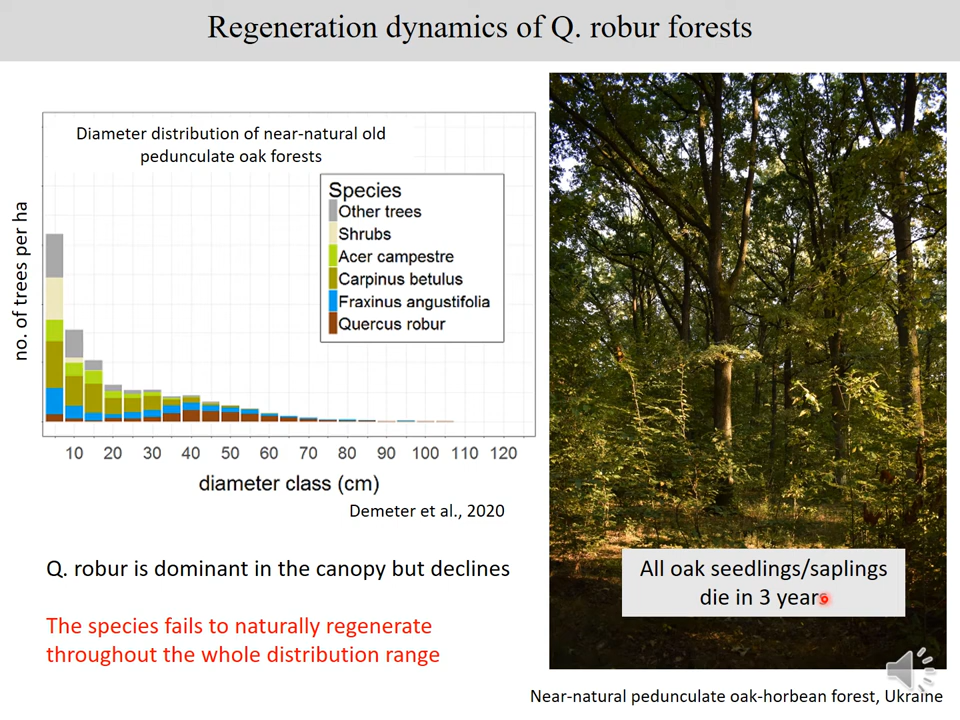 Regeneration dynamics of Q. robur forests
Diameter distribution of near-natural old
pedunculate oak forests
no. of trees per ha
Species
Other trees
Shrubs
Acer campestre
Carpinus betulus
Fraxinus angustifolia
Quercus robur
10 20 30 40 50 60 70 80 90 100 110 120
diameter class (cm)
Demeter et al., 2020
Q. robur is dominant in the canopy but declines
The species fails to naturally regenerate
throughout the whole distribution range
All oak seedlings/saplings
die in 3 years
Near-natural pedunculate oak-horbean forest, Ukraine